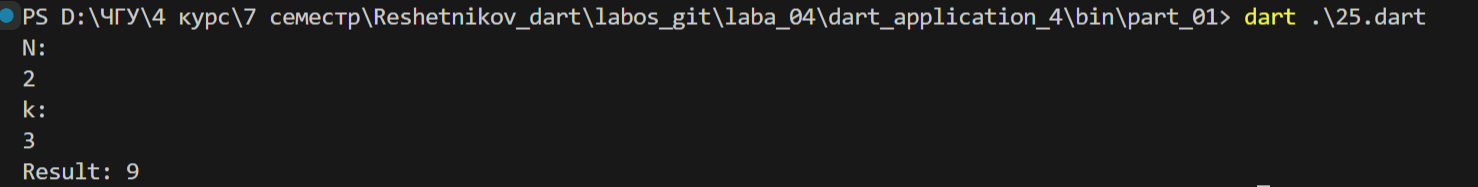 PS D:\ЧГУ\4 курс\7 семестр\Reshetnikov_dart\labos_git\laba_04\dart_application_4\bin\part_01> dart .\25.dart
N:
2
k:
3
Result: 9